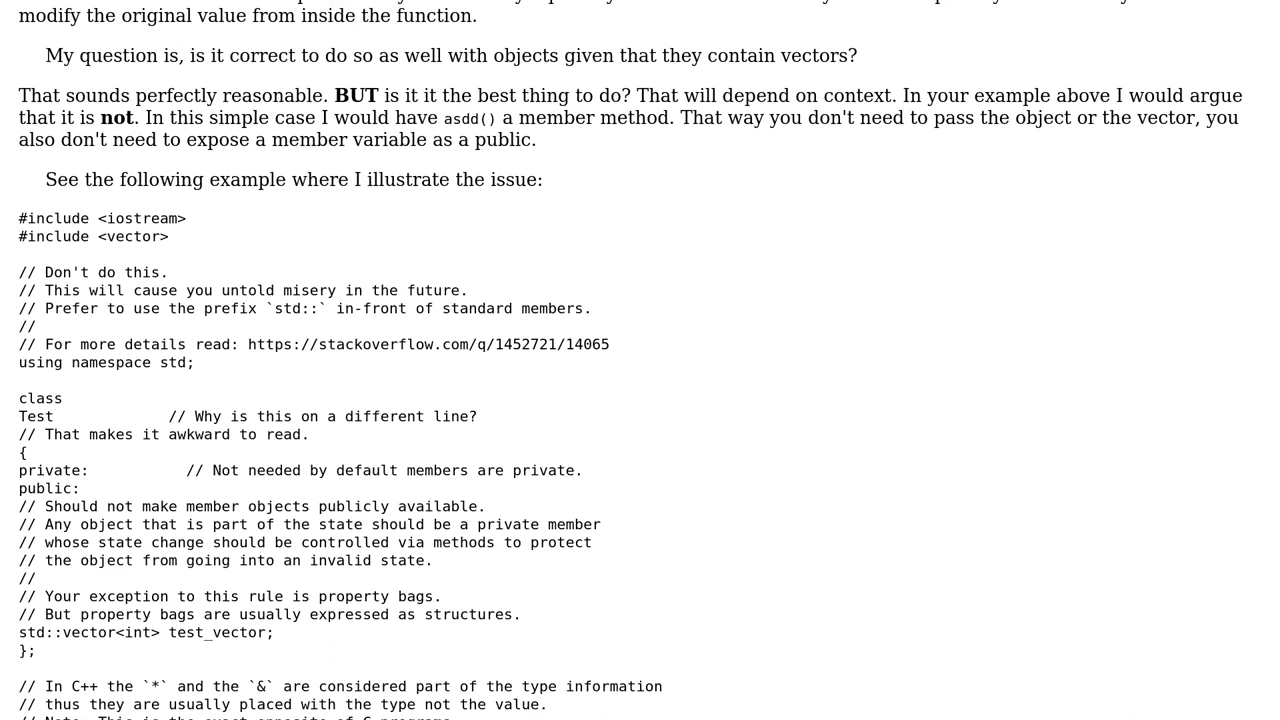 modify the original value from inside the function.
My question is, is it correct to do so as well with objects given that they contain vectors?
That sounds perfectly reasonable. BUT is it it the best thing to do? That will depend on context. In your example above I would argue
that it is not. In this simple case I would have asdd() a member method. That way you don't need to pass the object or the vector, you
also don't need to expose a member variable as a public.
See the following example where I illustrate the issue:
#include <iostream>
#include <vector>
// Don't do this.
// This will cause you untold misery in the future.
// Prefer to use the prefix `std::` in-front of standard members.
//
// For more details read: https://stackoverflow.com/q/1452721/14065
using namespace std;
class
Test             // Why is this on a different line?
// That makes it awkward to read.
{
private:           // Not needed by default members are private.
public:
// Should not make member objects publicly available.
// Any object that is part of the state should be a private member
// whose state change should be controlled via methods to protect
// the object from going into an invalid state.
//
// Your exception to this rule is property bags.
// But property bags are usually expressed as structures.
std::vector<int> test_vector;
};
// In C++ the `*` and the `&` are considered part of the type information
// thus they are usually placed with the type not the value.